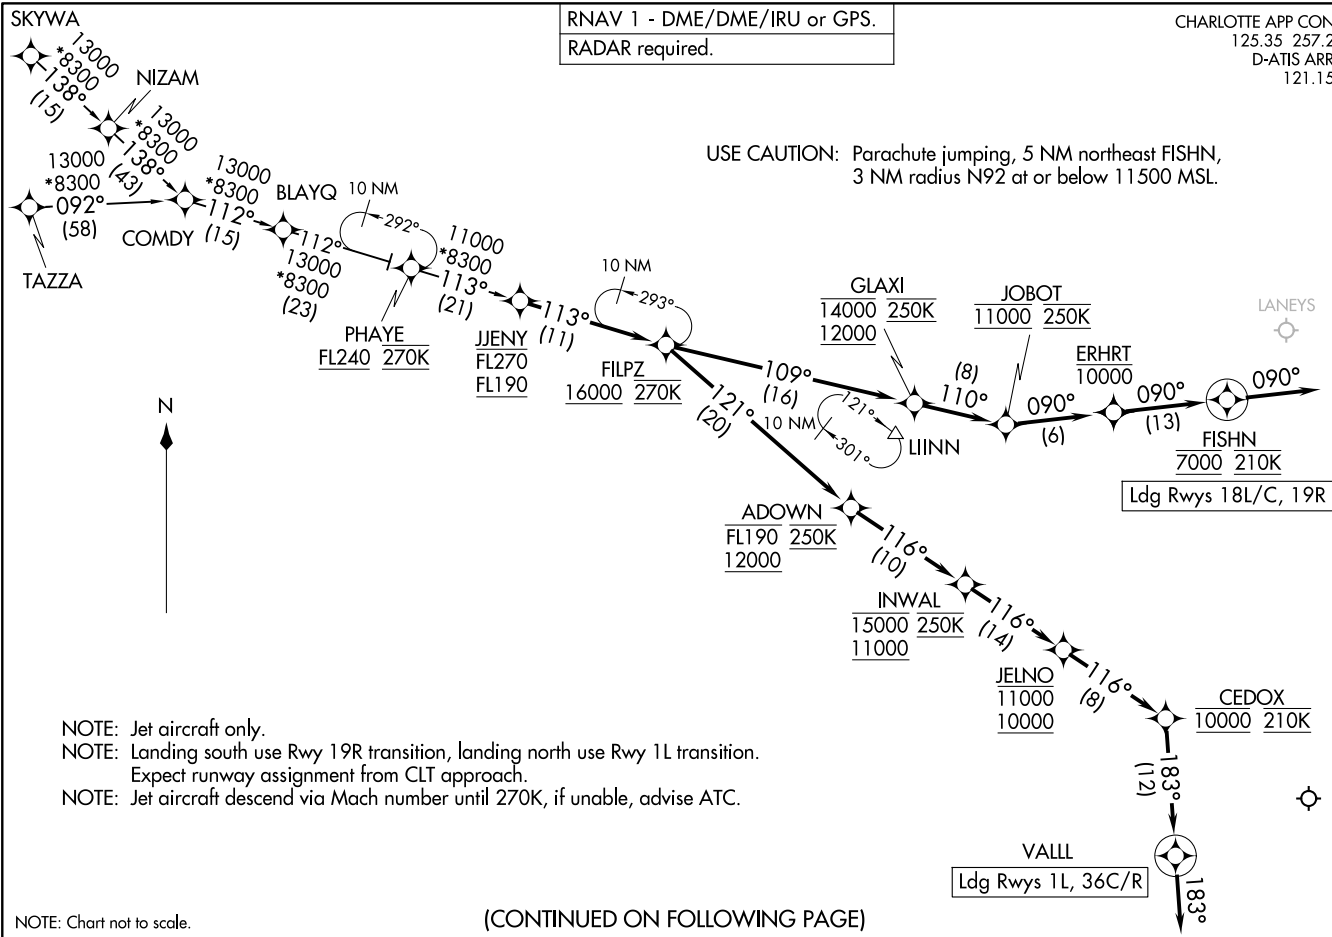 SKYWA
RNAV 1 - DME/DME/IRU or GPS.
RADAR required.
CHARLOTTE APP CON
125.35 257.2
D-ATIS ARR
121.15
13000
*8300
138°
(15)
NIZAM
13000
*8300
138°
(43)
USE CAUTION: Parachute jumping, 5 NM northeast FISHN,
3 NM radius N92 at or below 11500 MSL.
13000
*8300
092°
(58)
TAZZA
COMDY
13000
*8300
112°
(15)
BLAYQ
112°
13000
*8300
(23)
10 NM
292°
PHAYE
FL240 270K
11000
*8300
113°
(21)
JJENY
FL270
FL190
113°
(11)
10 NM
293°
FILPZ
16000 270K
109°
(16)
GLAXI
14000 250K
12000
(8)
110°
JOBOT
11000 250K
090°
(6)
ERHRT
10000
090°
(13)
LANEYS
090°
FISHN
7000 210K
Ldg Rwys 18L/C, 19R
121°
10 NM
301°
LIINN
121°
(20)
N
ADOWN
FL190 250K
12000
116°
(10)
INWAL
15000 250K
11000
116°
(14)
JELNO
11000
10000
116°
(8)
CEDOX
10000 210K
183°
(12)
VALLL
Ldg Rwys 1L, 36C/R
183°
NOTE: Jet aircraft only.
NOTE: Landing south use Rwy 19R transition, landing north use Rwy 1L transition.
Expect runway assignment from CLT approach.
NOTE: Jet aircraft descend via Mach number until 270K, if unable, advise ATC.
NOTE: Chart not to scale.
(CONTINUED ON FOLLOWING PAGE)